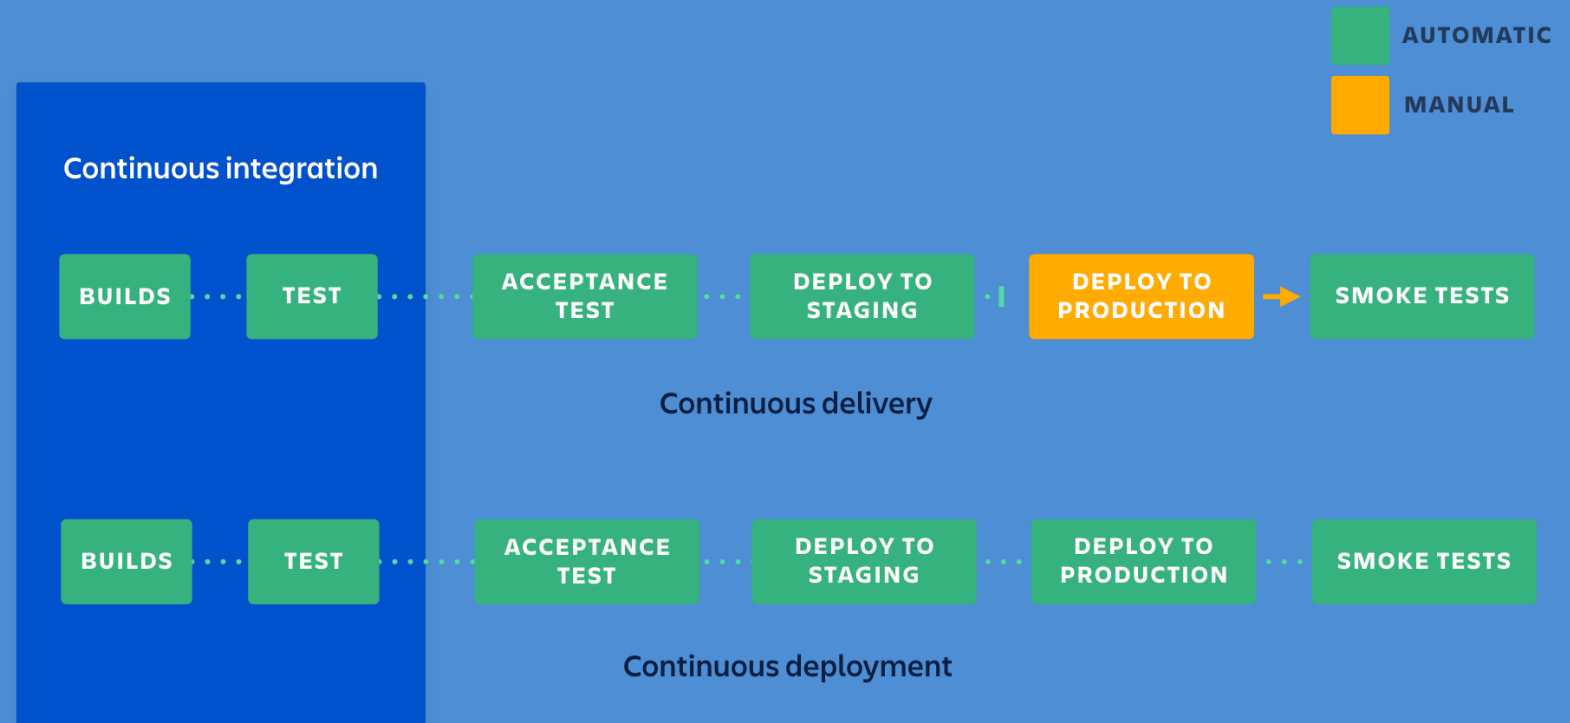 AUTOMATIC
MANUAL
Continuous integration
BUILDS
TEST
ACCEPTANCE
TEST
DEPLOY TO
STAGING
DEPLOY TO
PRODUCTION
SMOKE TESTS
Continuous delivery
BUILDS
TEST
ACCEPTANCE
TEST
DEPLOY TO
STAGING
DEPLOY TO
PRODUCTION
SMOKE TESTS
Continuous deployment